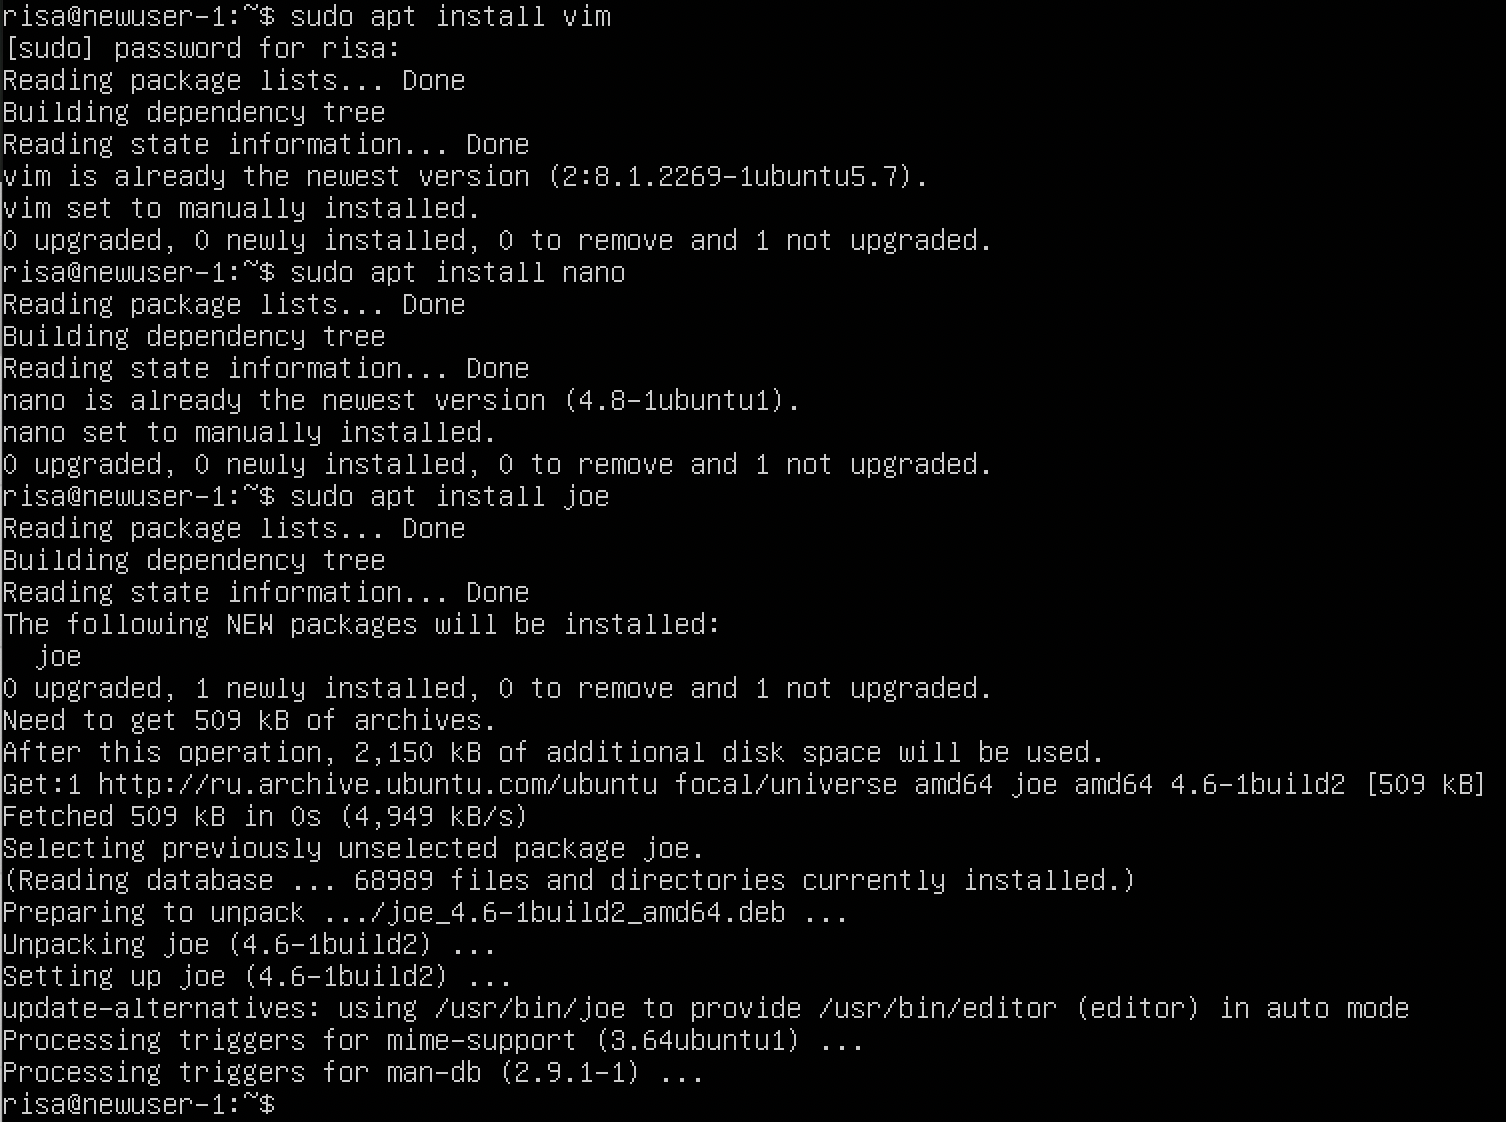 risa@newuser-1:~$ sudo apt install vim
[sudo] password for risa:
Reading package lists... Done
Building dependency tree
Reading state information... Done
vim is already the newest version (2:8.1.2269-1ubuntu5.7).
vim set to manually installed.
0 upgraded, 0 newly installed, 0 to remove and 1 not upgraded.
risa@newuser-1:~$ sudo apt install nano
Reading package lists... Done
Building dependency tree
Reading state information... Done
nano is already the newest version (4.8-1ubuntu1).
nano set to manually installed.
0 upgraded, 0 newly installed, 0 to remove and 1 not upgraded.
risa@newuser-1:~$ sudo apt install joe
Reading package lists... Done
Building dependency tree
Reading state information... Done
The following NEW packages will be installed:
  joe
0 upgraded, 1 newly installed, 0 to remove and 1 not upgraded.
Need to get 509 kB of archives.
After this operation, 2,150 kB of additional disk space will be used.
Get:1 http://ru.archive.ubuntu.com/ubuntu focal/universe amd64 joe amd64 4.6-1build2 [509 kB]
Fetched 509 kB in 0s (4,949 kB/s)
Selecting previously unselected package joe.
(Reading database ... 68989 files and directories currently installed.)
Preparing to unpack .../joe_4.6-1build2_amd64.deb ...
Unpacking joe (4.6-1build2) ...
Setting up joe (4.6-1build2) ...
update-alternatives: using /usr/bin/joe to provide /usr/bin/editor (editor) in auto mode
Processing triggers for mime-support (3.64ubuntu1) ...
Processing triggers for man-db (2.9.1-1) ...
risa@newuser-1:~$